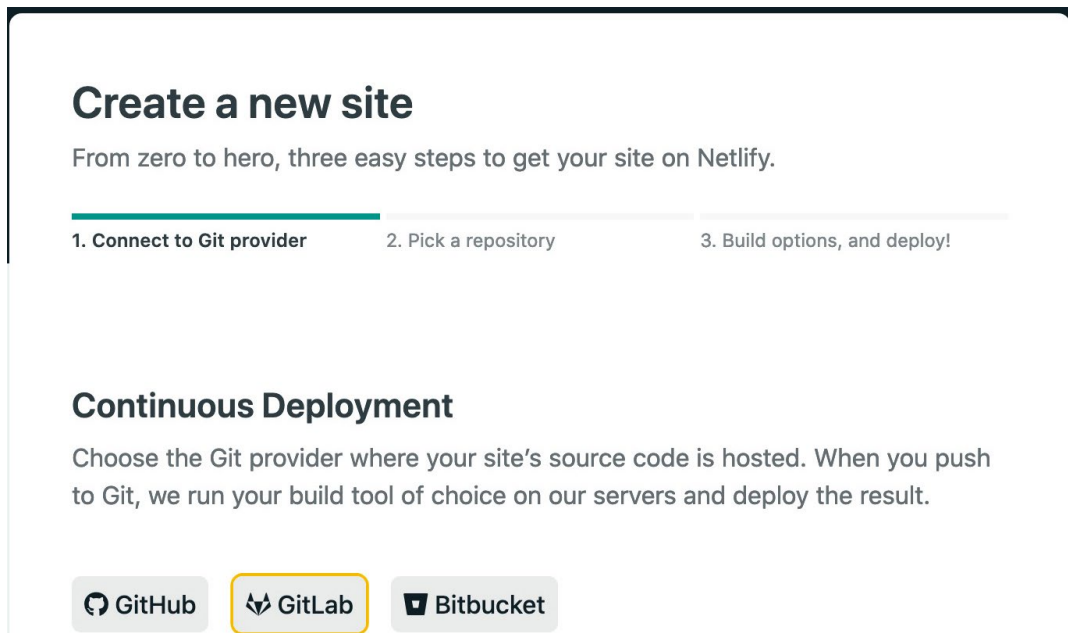 Create a new site
From zero to hero, three easy steps to get your site on Netlify.
1. Connect to Git provider
2. Pick a repository
3. Build options, and deploy!
Continuous Deployment
Choose the Git provider where your site’s source code is hosted. When you push
to Git, we run your build tool of choice on our servers and deploy the result.
GitHub
GitLab
Bitbucket